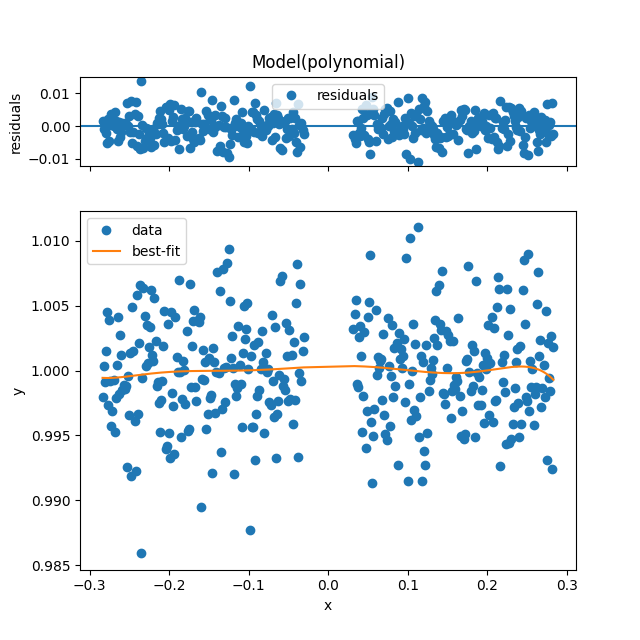 Model(polynomial)
0.01
0.00
−0.01
residuals
residuals
1.010
1.005
1.000
0.995
0.990
0.985
y
data
best-fit
−0.3
−0.2
−0.1
0.0
0.1
0.2
0.3
x